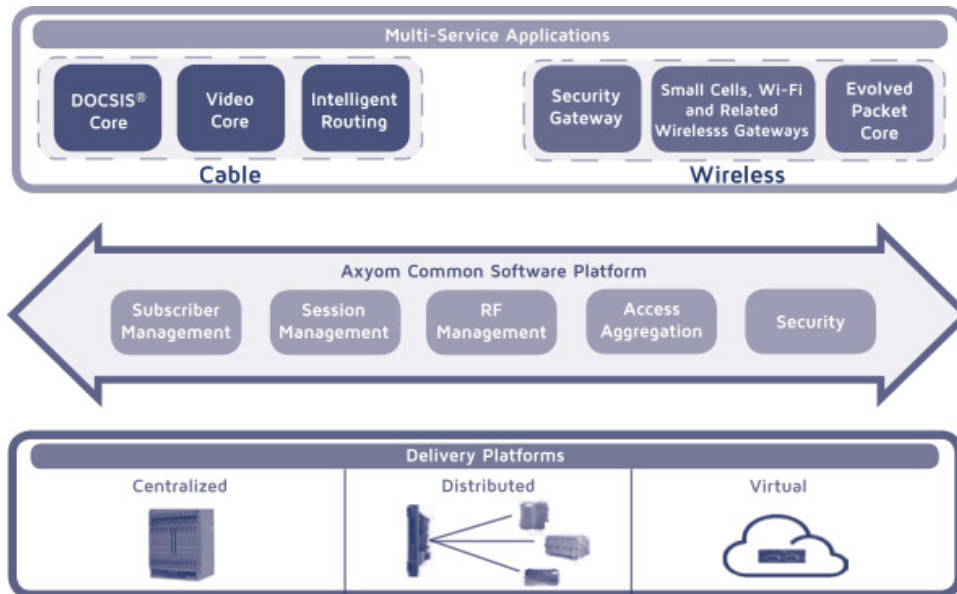 Multi-Service Applications
DOCSIS®
Core
Video
Core
Intelligent
Routing
Cable
Security
Gateway
Small Cells, Wi-Fi
and Related
Wirelesss Gateways
Evolved
Packet
Core
Wireless
Axyom Common Software Platform
Subscriber
Management
Session
Management
RF
Management
Access
Aggregation
Security
Delivery Platforms
Centralized
Distributed
Virtual